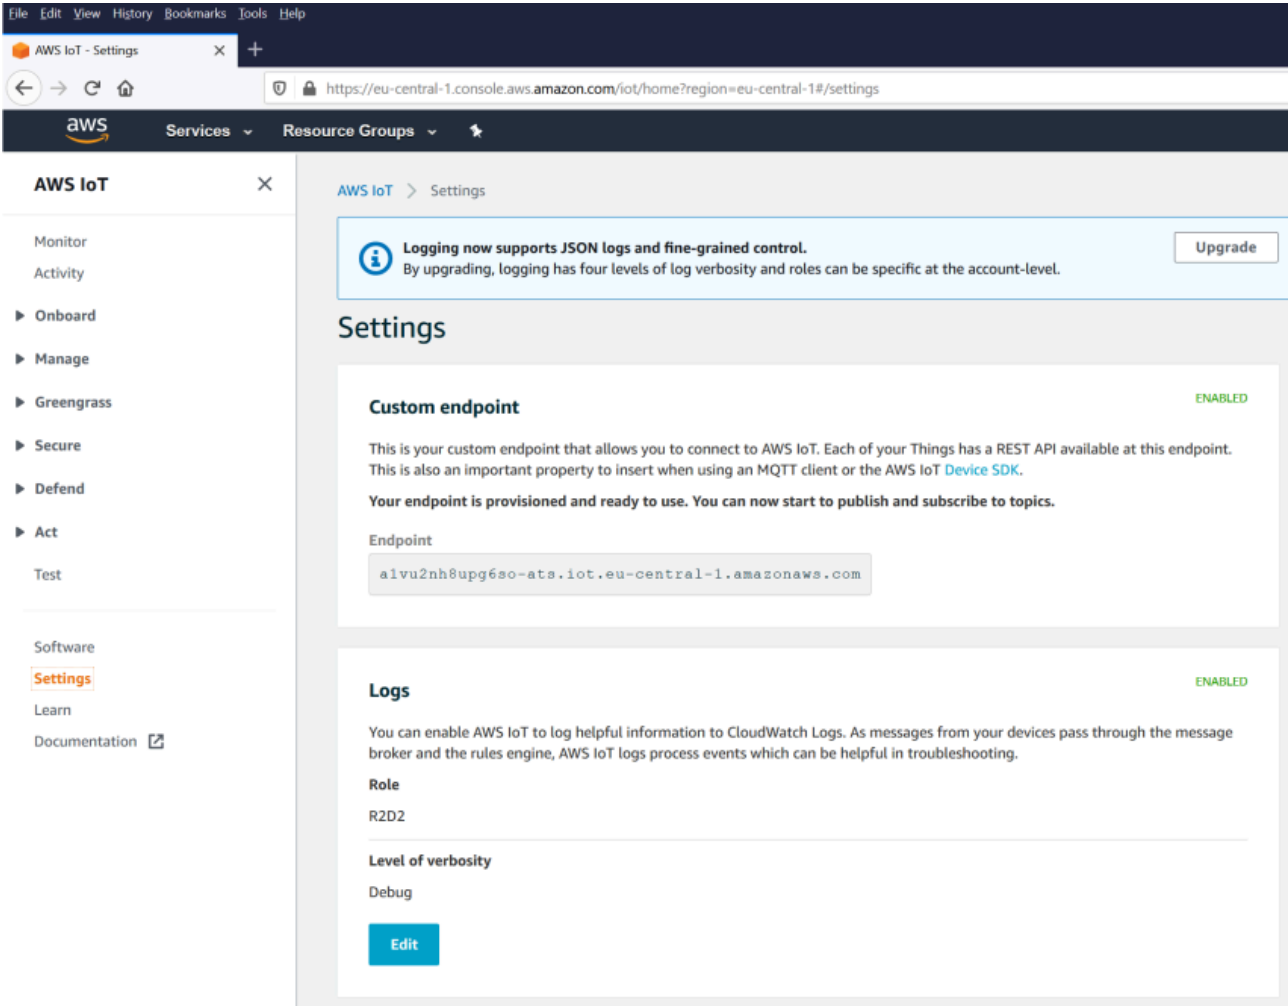 File Edit View History Bookmarks Tools Help
AWS IoT - Settings
https://eu-central-1.console.aws.amazon.com/iot/home?region=eu-central-1#/settings
aws Services Resource Groups
AWS IoT
Monitor
Activity
Onboard
Manage
Greengrass
Secure
Defend
Act
Test
Software
Settings
Learn
Documentation
AWS IoT > Settings
Logging now supports JSON logs and fine-grained control.
By upgrading, logging has four levels of log verbosity and roles can be specific at the account-level.
Upgrade
Settings
Custom endpoint
ENABLED
This is your custom endpoint that allows you to connect to AWS IoT. Each of your Things has a REST API available at this endpoint.
This is also an important property to insert when using an MQTT client or the AWS IoT Device SDK.
Your endpoint is provisioned and ready to use. You can now start to publish and subscribe to topics.
Endpoint
a1vu2nh8upg6so-ats.iot.eu-central-1.amazonaws.com
Logs
ENABLED
You can enable AWS IoT to log helpful information to CloudWatch Logs. As messages from your devices pass through the message
broker and the rules engine, AWS IoT logs process events which can be helpful in troubleshooting.
Role
R2D2
Level of verbosity
Debug
Edit